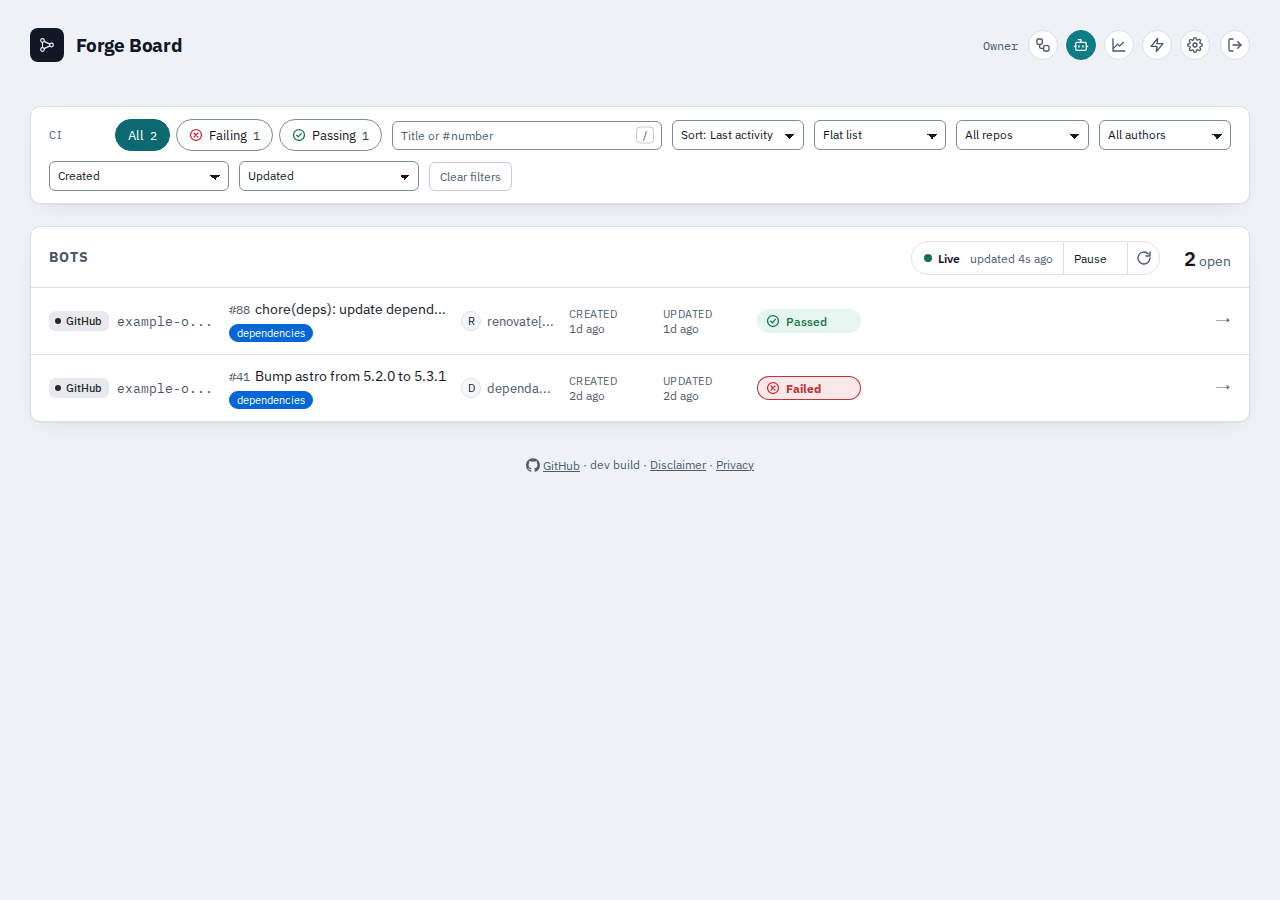 Forge Board
Owner
CI
All 2
Failing 1
Passing 1
Title or #number /
Sort: Last activity
Flat list
All repos
All authors
Created
Updated
Clear filters
BOTS
Live updated 4s ago
Pause
2 open
GitHub example-o...
#88 chore(deps): update depend...
dependencies
R renovate[...
CREATED
1d ago
UPDATED
1d ago
Passed
→
GitHub example-o...
#41 Bump astro from 5.2.0 to 5.3.1
dependencies
D dependa...
CREATED
2d ago
UPDATED
2d ago
Failed
→
GitHub · dev build · Disclaimer · Privacy